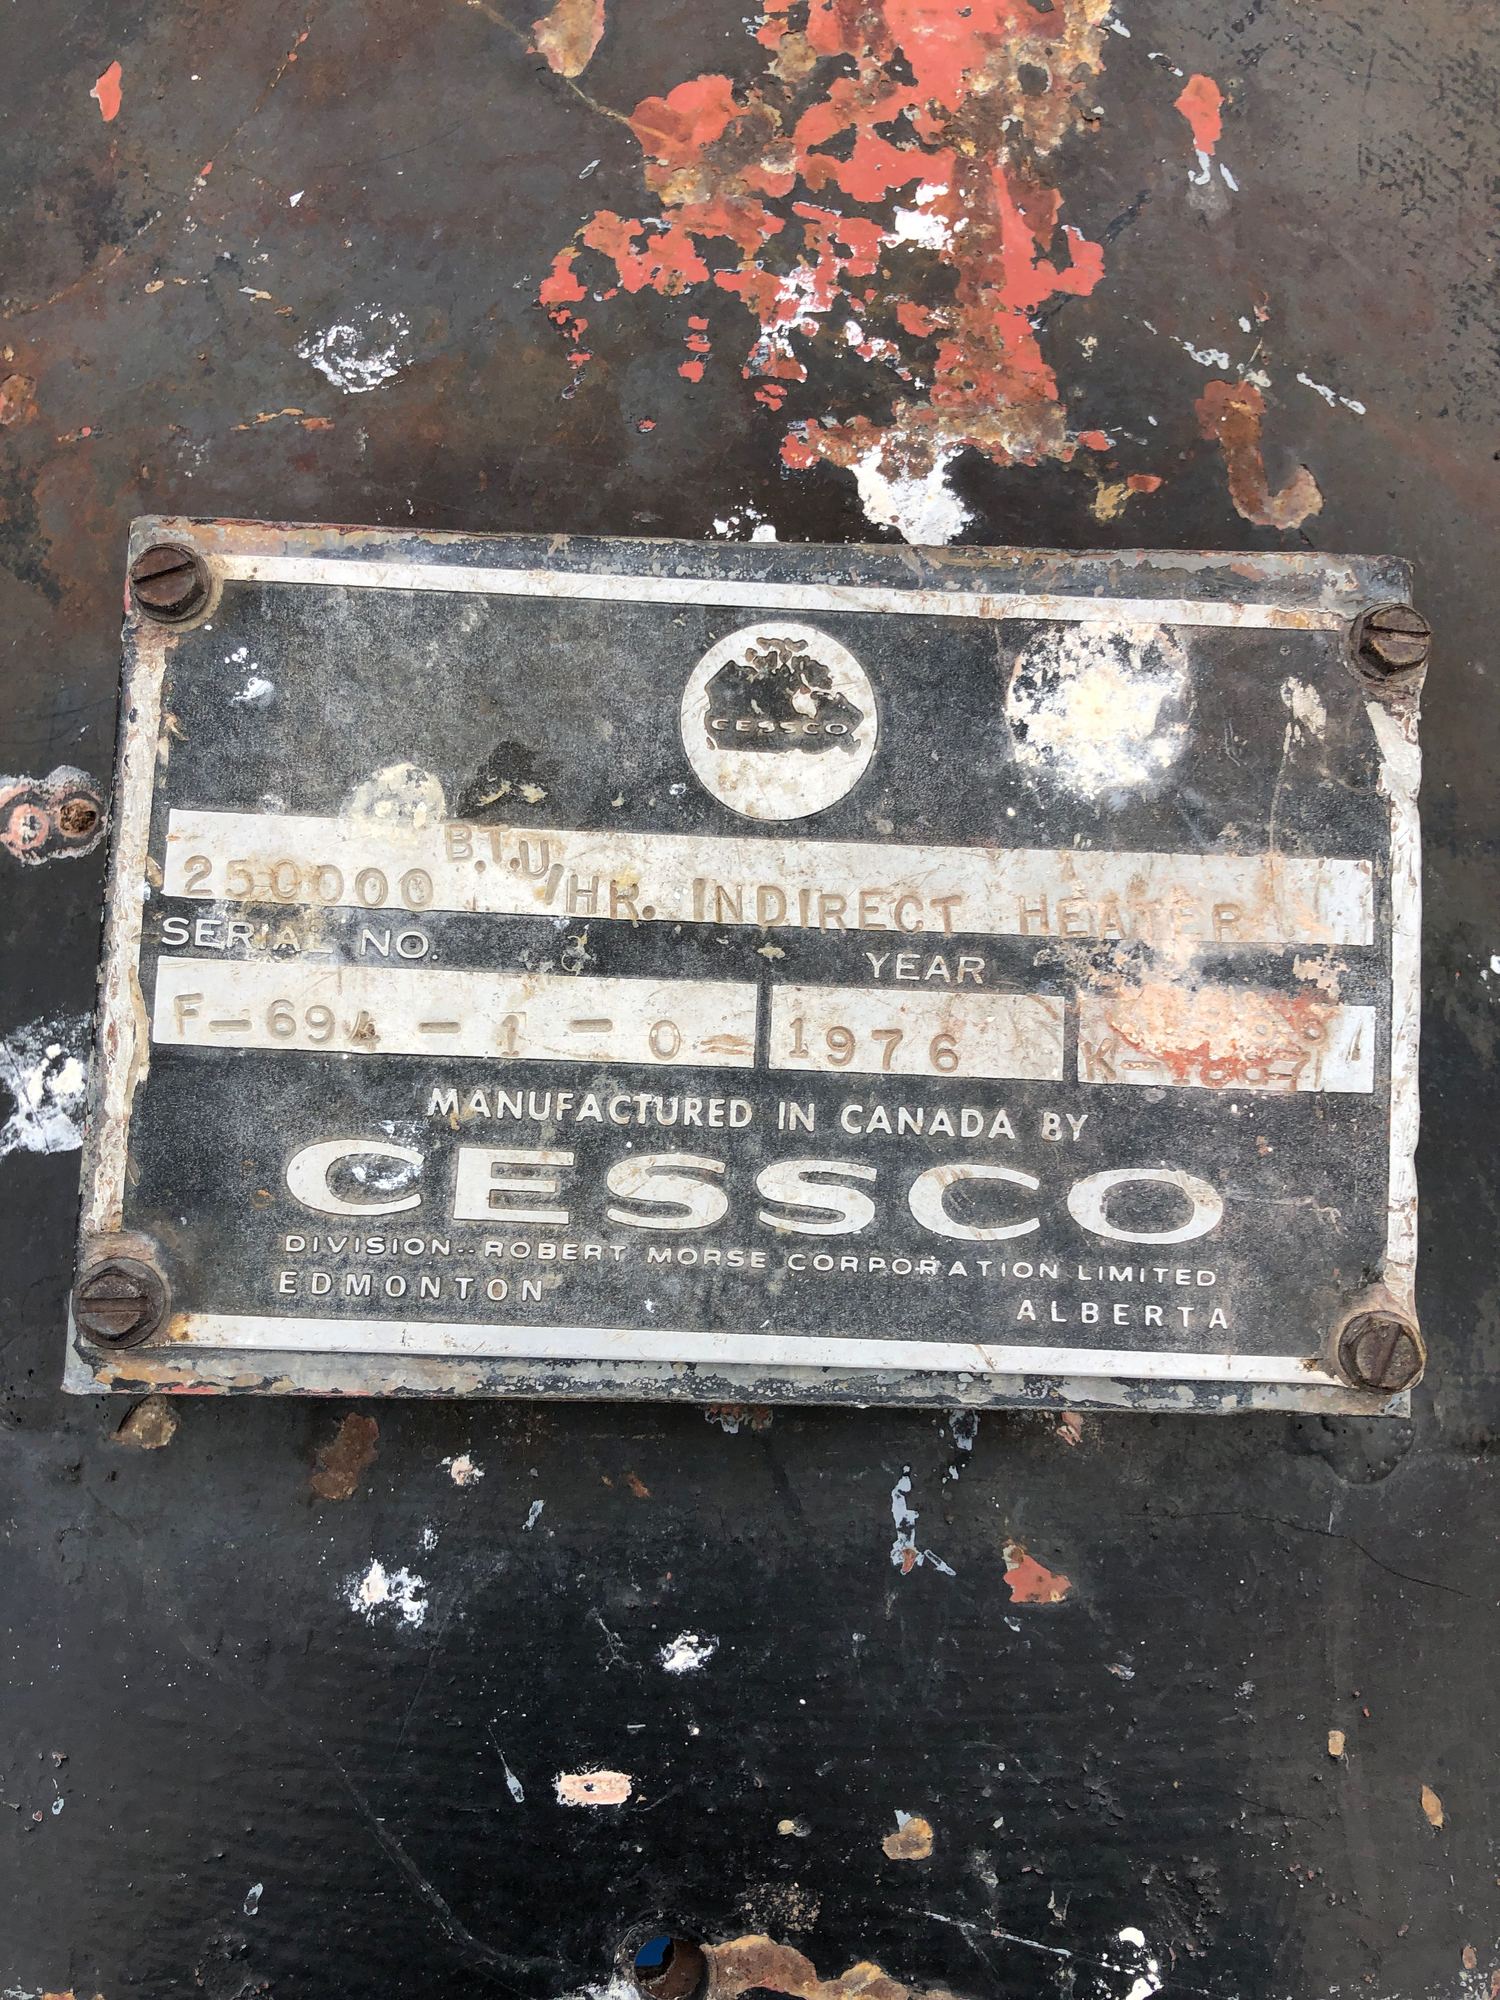 CESSCO
250000 B.T.U/HR. INDIRECT HEATER
SERIAL NO. YEAR
F-694-1-0- 1976
MANUFACTURED IN CANADA BY
CESSCO
DIVISION--ROBERT MORSE CORPORATION LIMITED
EDMONTON
ALBERTA